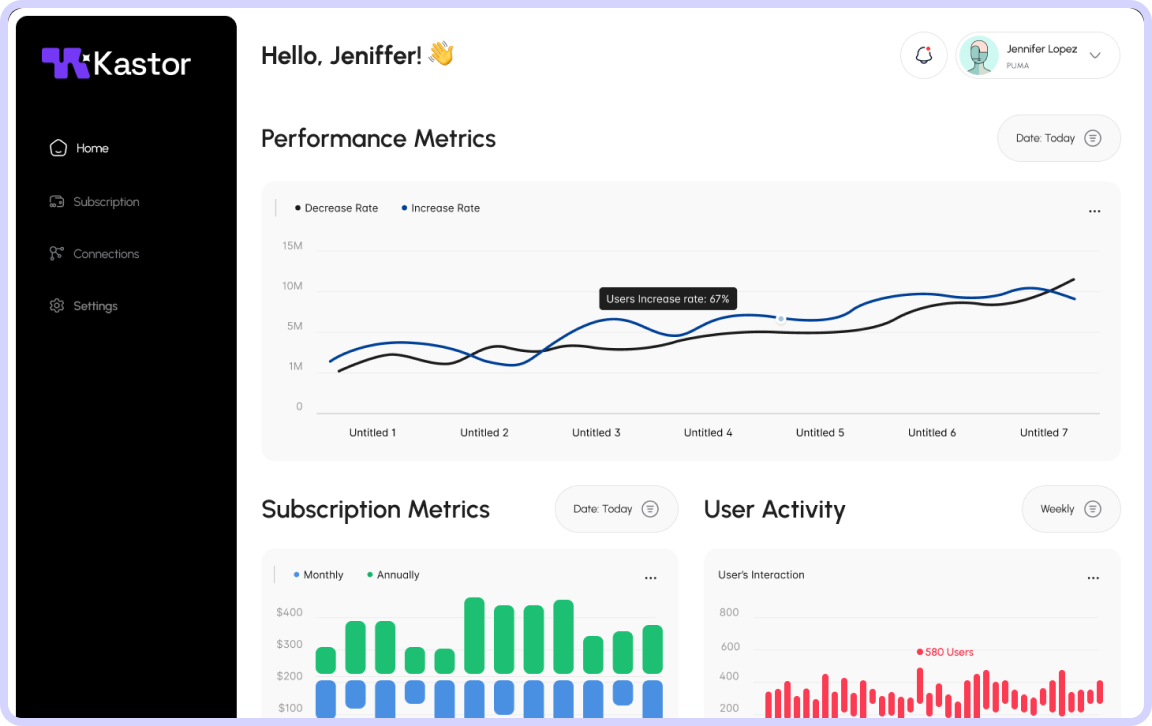 Kastor
Home
Subscription
Connections
Settings
Hello, Jeniffer! 👋
Jennifer Lopez
PUMA
Performance Metrics
Date: Today
Decrease Rate
Increase Rate
...
15M
10M
5M
1M
0
Users Increase rate: 67%
Untitled 1
Untitled 2
Untitled 3
Untitled 4
Untitled 5
Untitled 6
Untitled 7
Subscription Metrics
Date: Today
Monthly
Annually
...
$400
$300
$200
$100
User Activity
Weekly
User's Interaction
...
800
600
400
200
580 Users